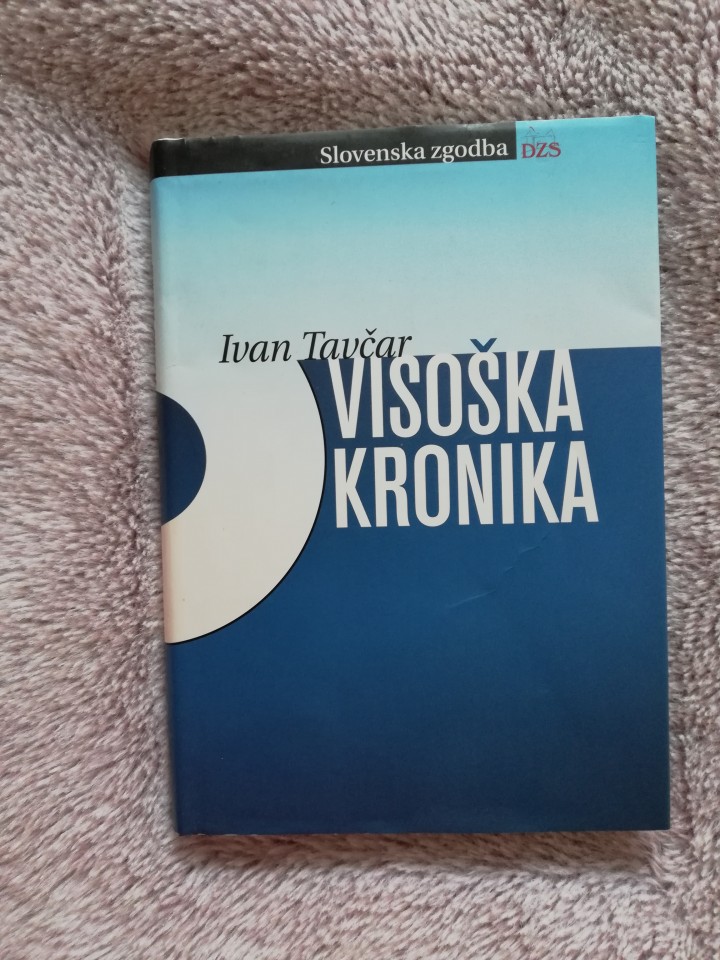 Slovenska zgodba
DZS
Ivan Tavčar
VISOŠKA
KRONIKA